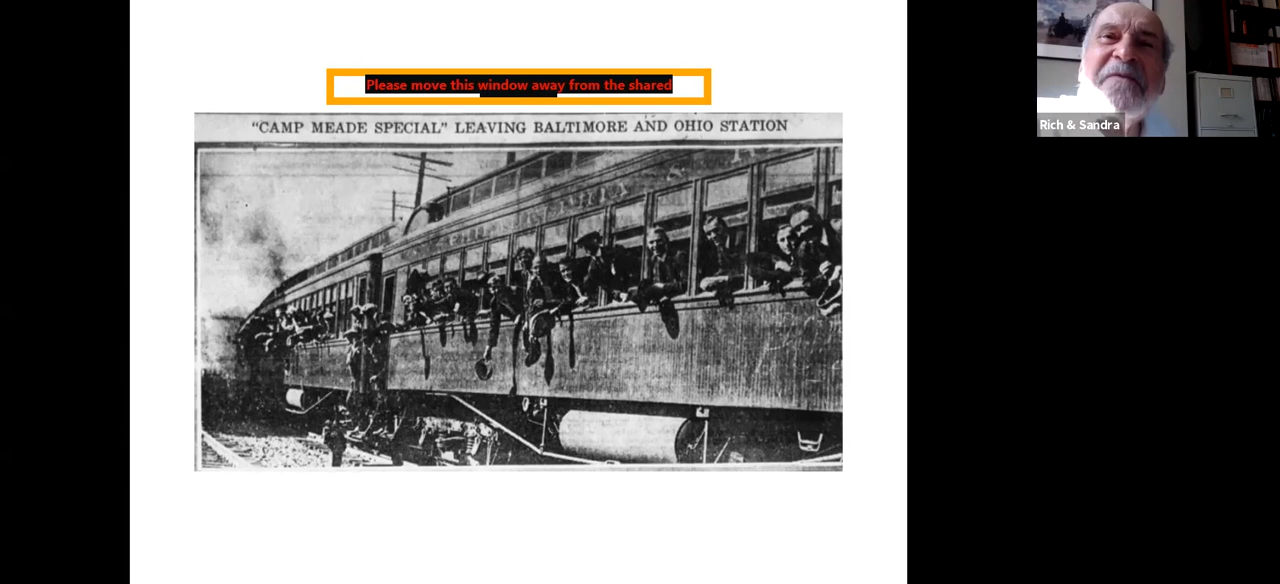 Please move this window away from the shared
"CAMP MEADE SPECIAL" LEAVING BALTIMORE AND OHIO STATION
Rich & Sandra